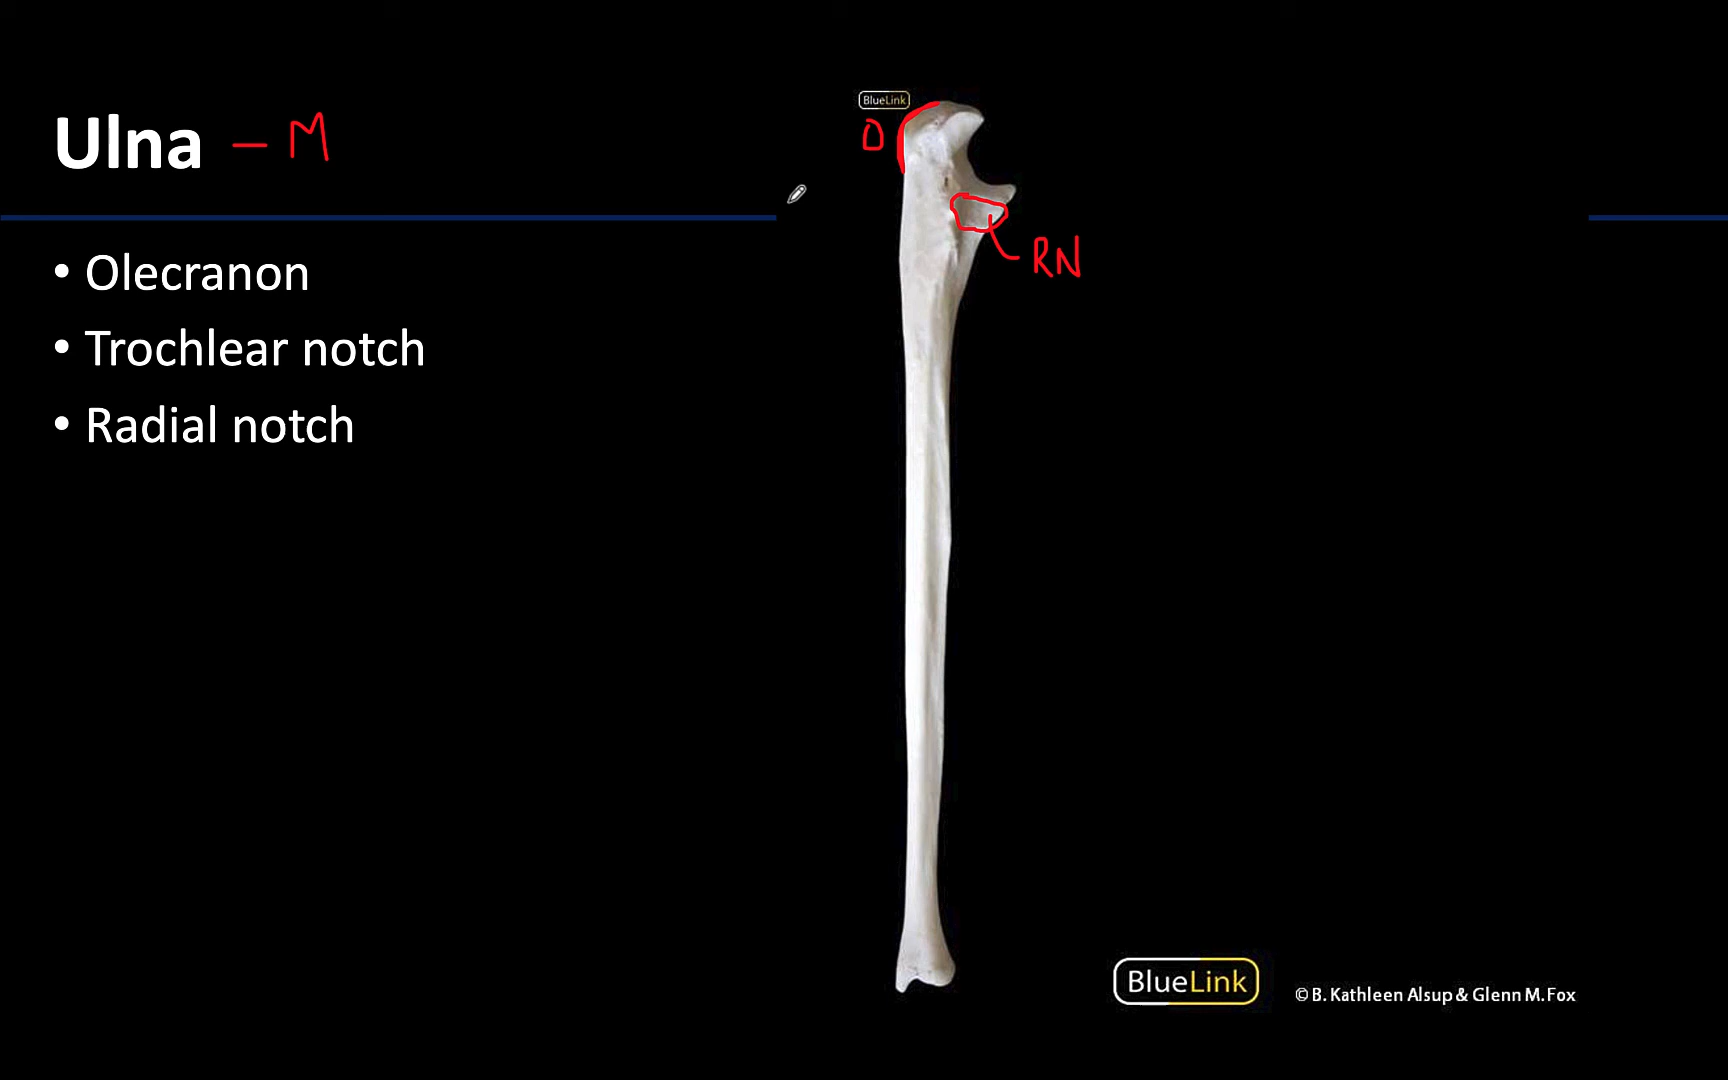 Ulna – M
• Olecranon
• Trochlear notch
• Radial notch
BlueLink
O
RN
BlueLink
© B. Kathleen Alsup & Glenn M. Fox